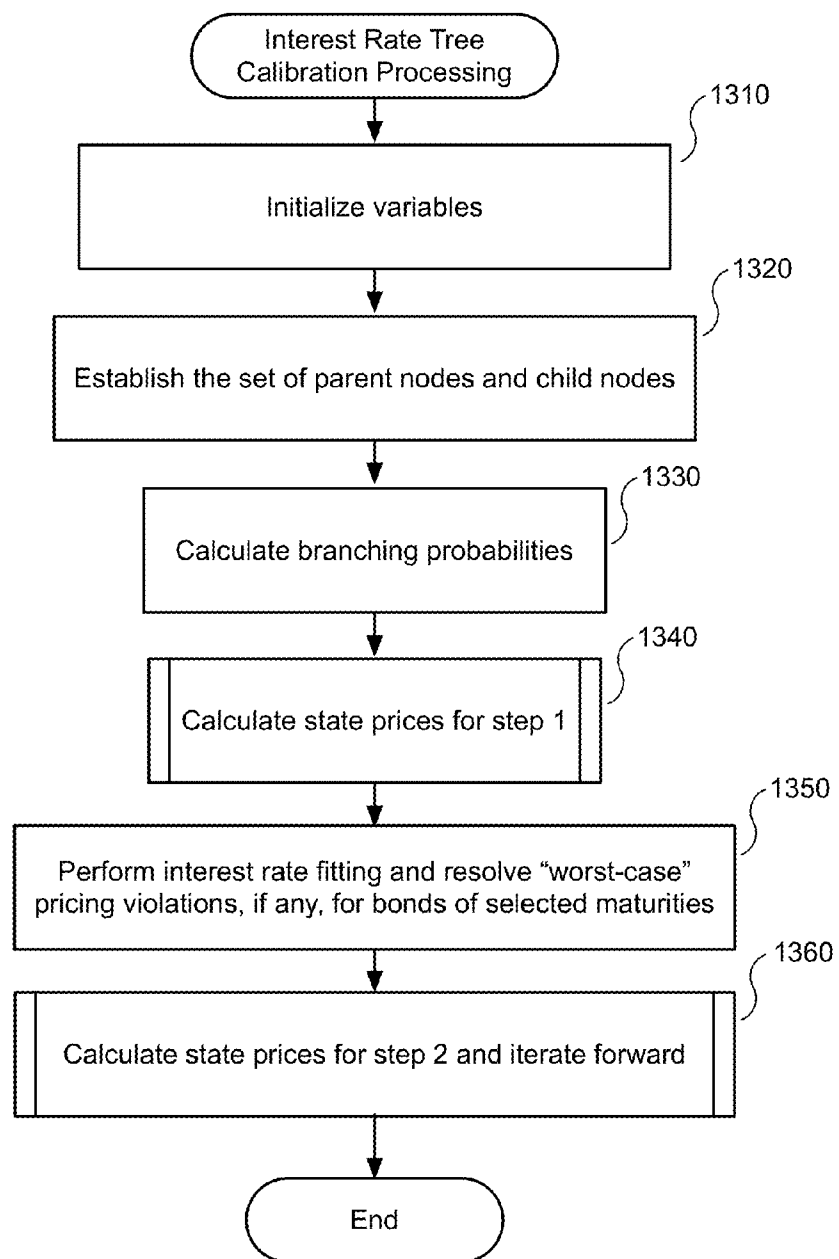 Interest Rate Tree
Calibration Processing
1310
Initialize variables
1320
Establish the set of parent nodes and child nodes
1330
Calculate branching probabilities
1340
Calculate state prices for step 1
1350
Perform interest rate fitting and resolve “worst-case”
pricing violations, if any, for bonds of selected maturities
1360
Calculate state prices for step 2 and iterate forward
End